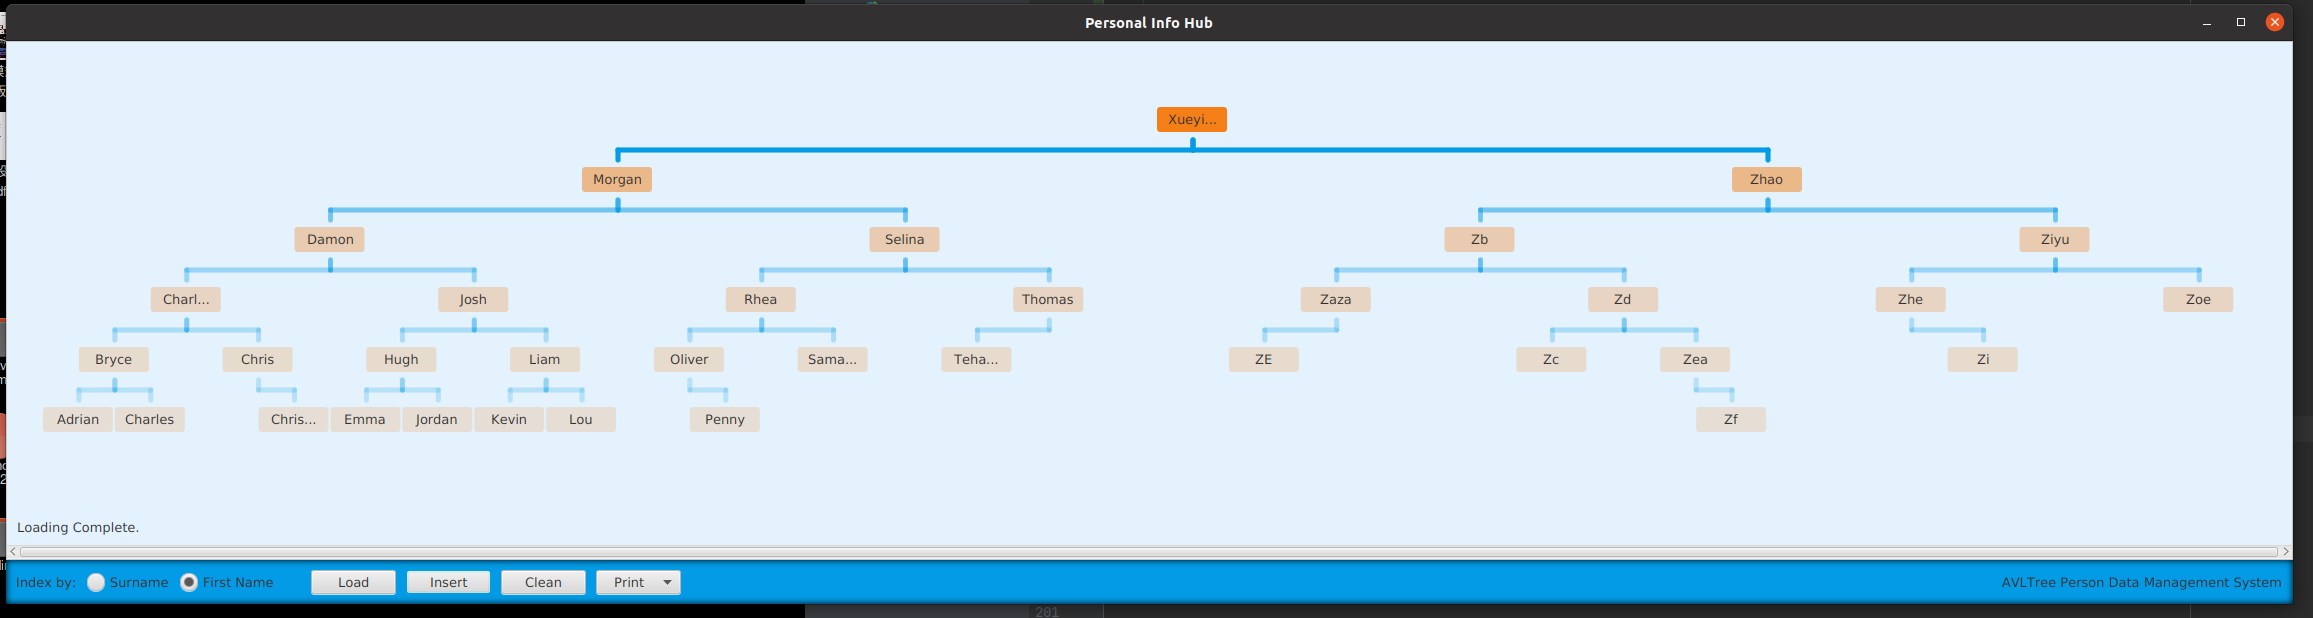 Personal Info Hub
Xueyi...
Morgan Zhao
Damon Selina Zb Ziyu
Charl... Josh Rhea Thomas Zaza Zd Zhe Zoe
Bryce Chris Hugh Liam Oliver Sama... Teha... ZE Zc Zea Zi
Adrian Charles Chris... Emma Jordan Kevin Lou Penny Zf
Loading Complete.
Index by: Surname First Name Load Insert Clean Print AVLTree Person Data Management System
201